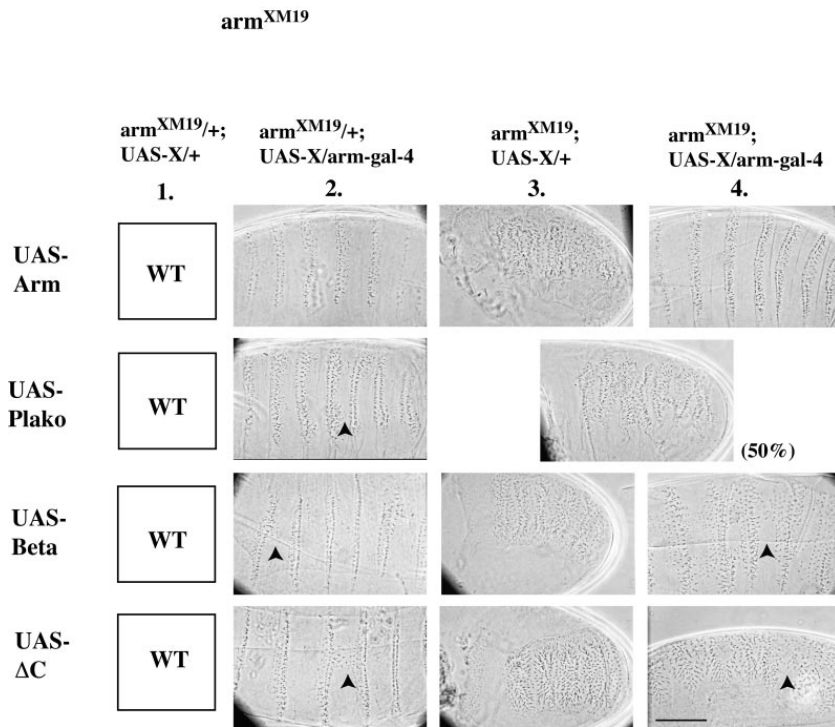 arm^XM19
arm^XM19/+; arm^XM19/+; arm^XM19; arm^XM19;
UAS-X/+ UAS-X/arm-gal-4 UAS-X/+ UAS-X/arm-gal-4
1. 2. 3. 4.
UAS-
Arm
WT
UAS-
Plako
WT
(50%)
UAS-
Beta
WT
UAS-
ΔC
WT